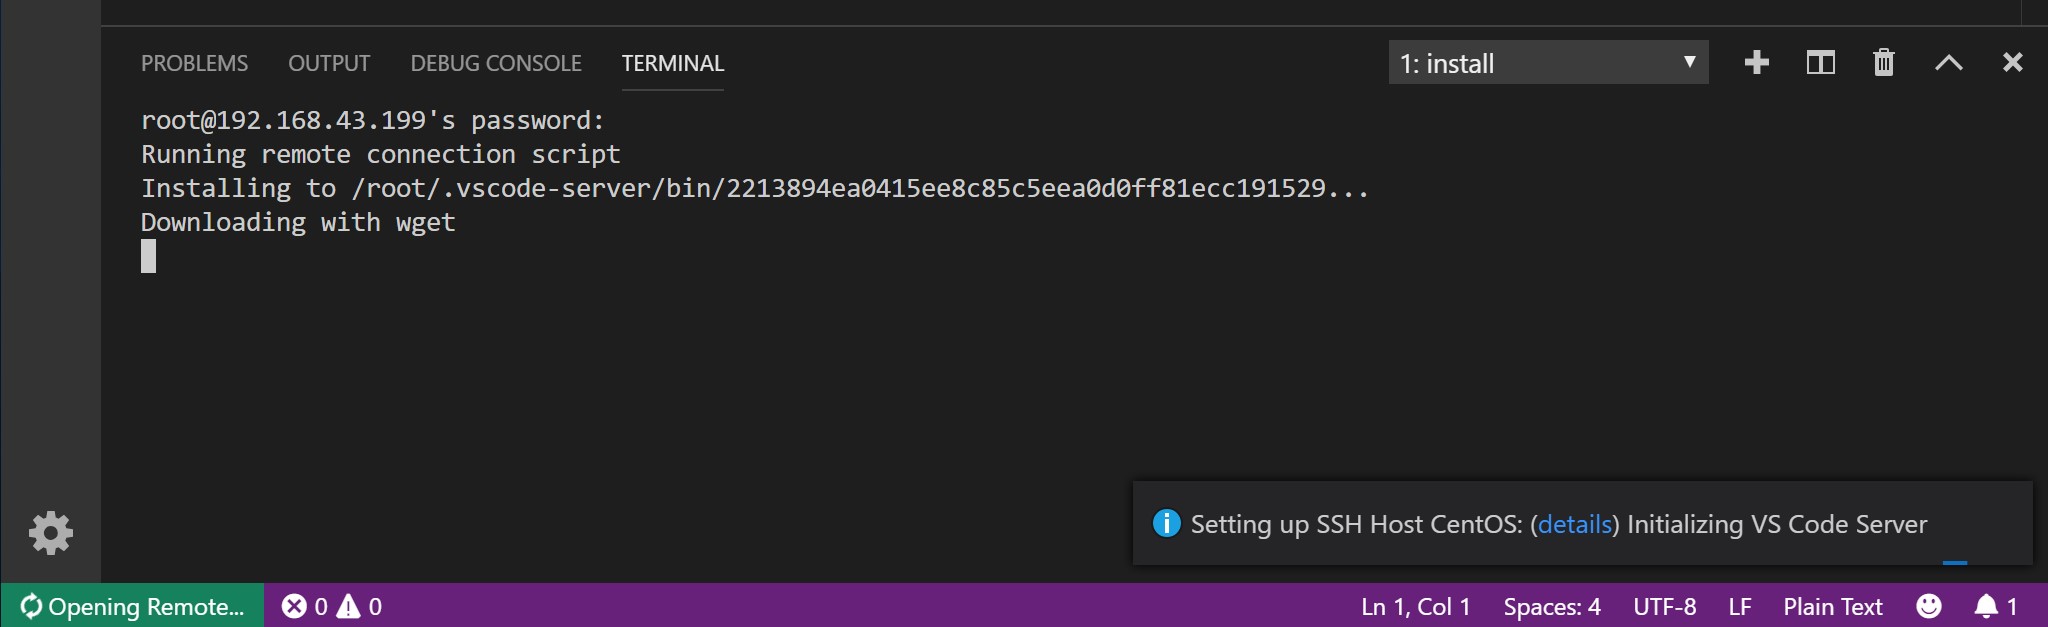 PROBLEMS OUTPUT DEBUG CONSOLE TERMINAL 1: install
root@192.168.43.199's password:
Running remote connection script
Installing to /root/.vscode-server/bin/2213894ea0415ee8c85c5eea0d0ff81ecc191529...
Downloading with wget
Setting up SSH Host CentOS: (details) Initializing VS Code Server
Opening Remote... 0 0 Ln 1, Col 1 Spaces: 4 UTF-8 LF Plain Text 1